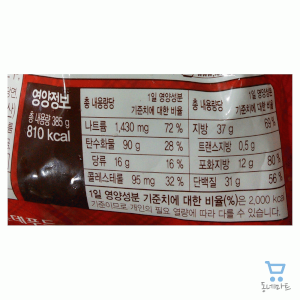 영양정보
총 내용량 385 g
810 kcal
총 내용량당 1일 영양성분 기준치에 대한 비율
총 내용량당 1일 영양성분 기준치에 대한 비율
나트륨 1,430 mg 72 % 지방 37 g 69 %
탄수화물 90 g 28 % 트랜스지방 0.5 g
당류 16 g 16 % 포화지방 12 g 80 %
콜레스테롤 95 mg 32 % 단백질 31 g 56 %
1일 영양성분 기준치에 대한 비율(%)은 2,000 kcal
기준이므로, 개인의 필요 열량에 따라 다를 수 있습니다.
동네마트